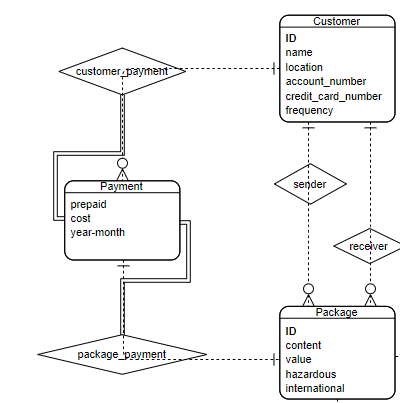 Customer
ID
name
location
account_number
credit_card_number
frequency
customer_payment
Payment
prepaid
cost
year-month
sender
receiver
package_payment
Package
ID
content
value
hazardous
international